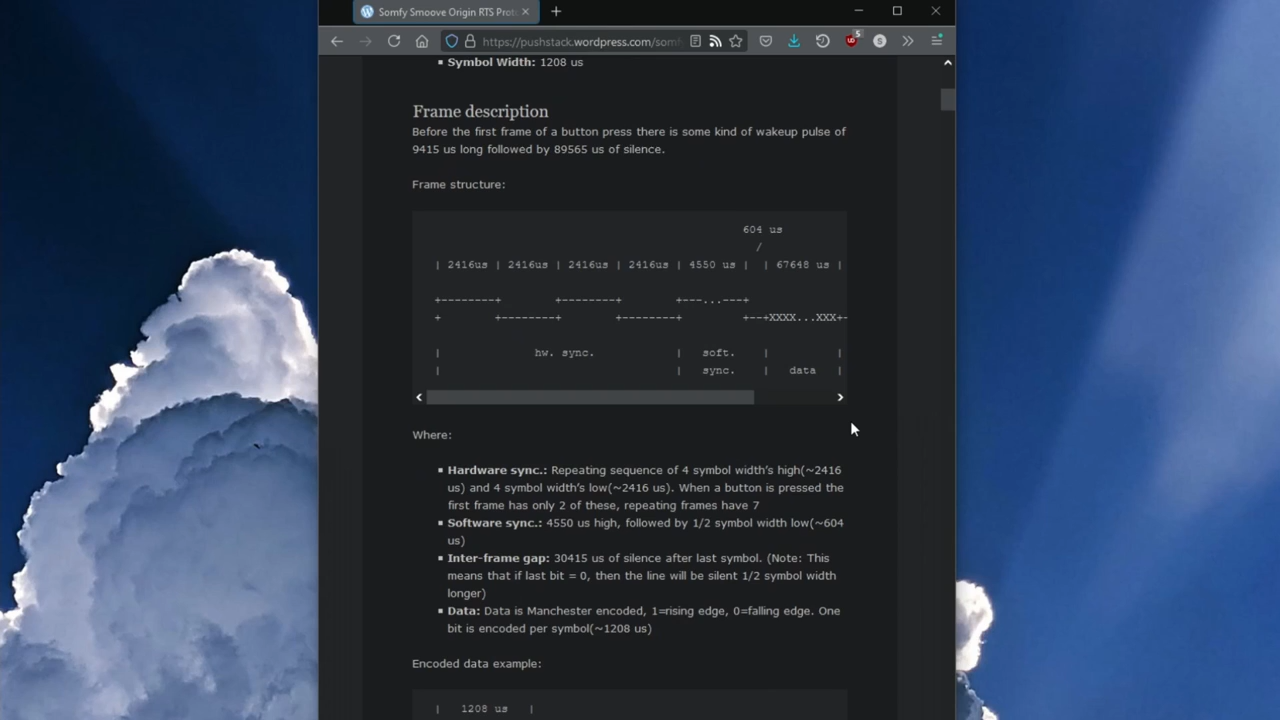 Somfy Smoove Origin RTS Prot
https://pushstack.wordpress.com/som
5
Symbol Width: 1208 us
Frame description
Before the first frame of a button press there is some kind of wakeup pulse of
9415 us long followed by 89565 us of silence.
Frame structure:
604 us
/
| 2416us | 2416us | 2416us | 2416us | 4550 us | | 67648 us |
+--------+ +--------+ +---...---+
+ +--------+ +--------+ +--+XXXX...XXX+-
| hw. sync. | soft. | |
| | sync. | data |
Where:
Hardware sync.: Repeating sequence of 4 symbol width's high(~2416
us) and 4 symbol width's low(~2416 us). When a button is pressed the
first frame has only 2 of these, repeating frames have 7
Software sync.: 4550 us high, followed by 1/2 symbol width low(~604
us)
Inter-frame gap: 30415 us of silence after last symbol. (Note: This
means that if last bit = 0, then the line will be silent 1/2 symbol width
longer)
Data: Data is Manchester encoded, 1=rising edge, 0=falling edge. One
bit is encoded per symbol(~1208 us)
Encoded data example:
| 1208 us |